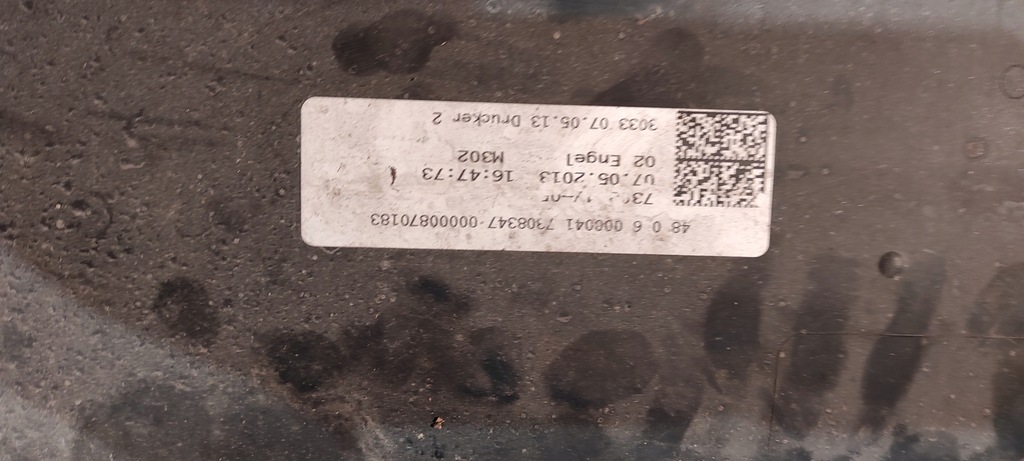 48 0 6 000041 7308347-00000870183
07.05.2013 16:47:73
02 Engel M302
3033 07.05.13 Drucker 2